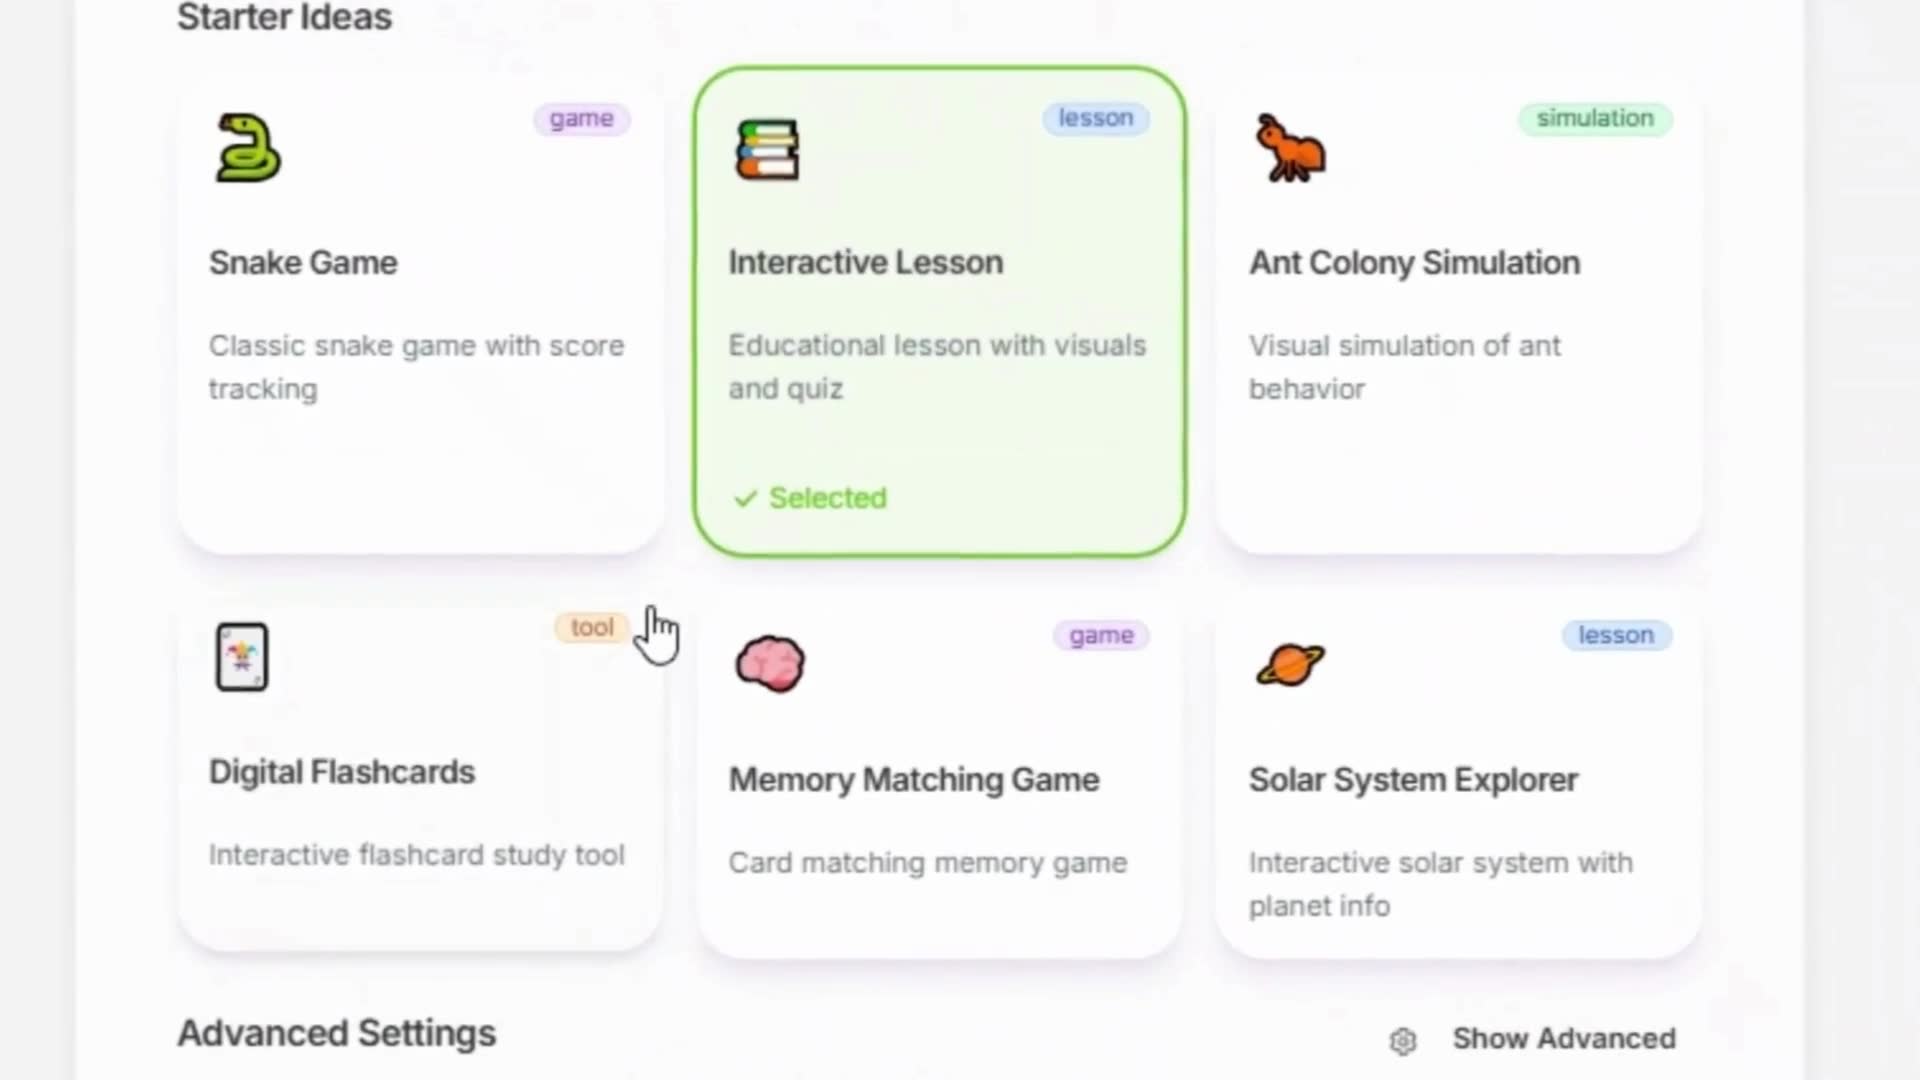 Starter Ideas
game
Snake Game
Classic snake game with score
tracking
lesson
Interactive Lesson
Educational lesson with visuals
and quiz
Selected
simulation
Ant Colony Simulation
Visual simulation of ant
behavior
tool
Digital Flashcards
Interactive flashcard study tool
game
Memory Matching Game
Card matching memory game
lesson
Solar System Explorer
Interactive solar system with
planet info
Advanced Settings
Show Advanced